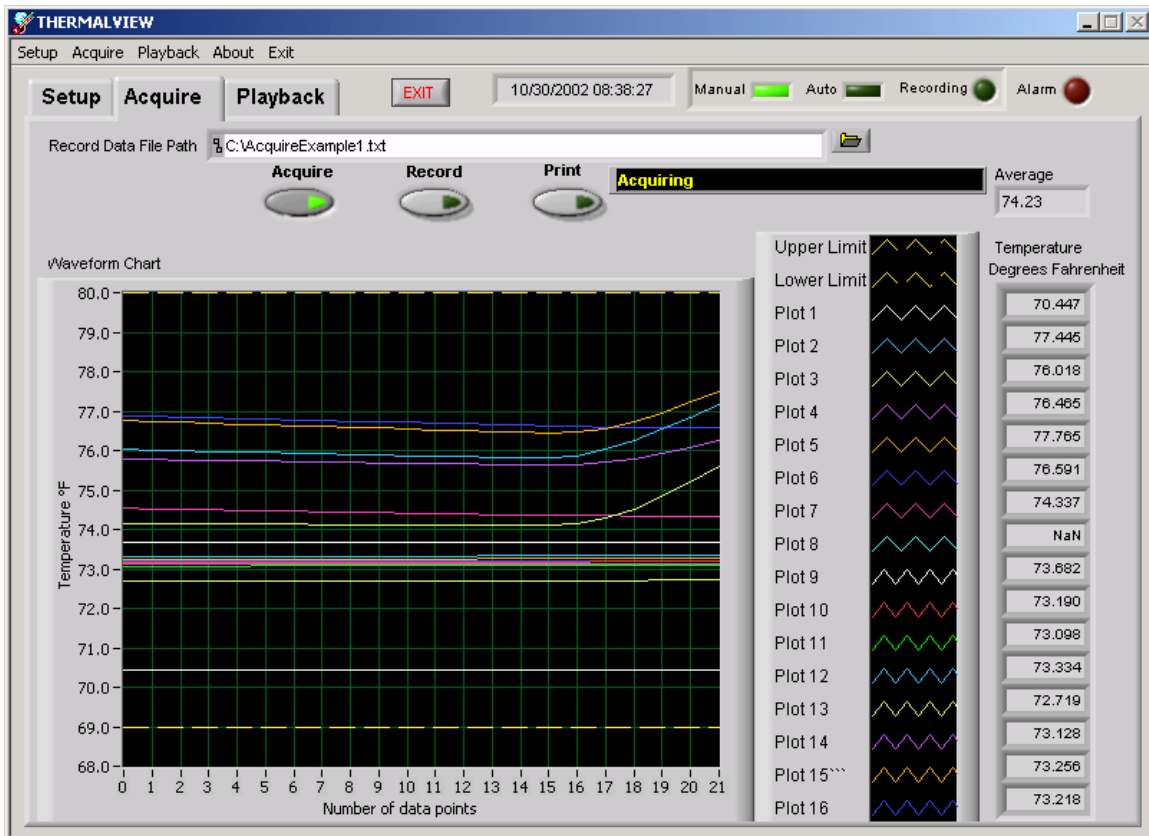 THERMALVIEW
Setup Acquire Playback About Exit
Setup Acquire Playback EXIT 10/30/2002 08:38:27 Manual Auto Recording Alarm
Record Data File Path C:\AcquireExample1.txt
Acquire Record Print Acquiring Average
74.23
Waveform Chart
Temperature
Degrees Fahrenheit
Upper Limit
Lower Limit
Plot 1 70.447
Plot 2 77.445
Plot 3 76.018
Plot 4 76.465
Plot 5 77.765
Plot 6 76.591
Plot 7 74.337
Plot 8 NaN
Plot 9 73.682
Plot 10 73.190
Plot 11 73.098
Plot 12 73.334
Plot 13 72.719
Plot 14 73.128
Plot 15``` 73.256
Plot 16 73.218
Temperature °F
80.0
79.0
78.0
77.0
76.0
75.0
74.0
73.0
72.0
71.0
70.0
69.0
68.0
0 1 2 3 4 5 6 7 8 9 10 11 12 13 14 15 16 17 18 19 20 21
Number of data points